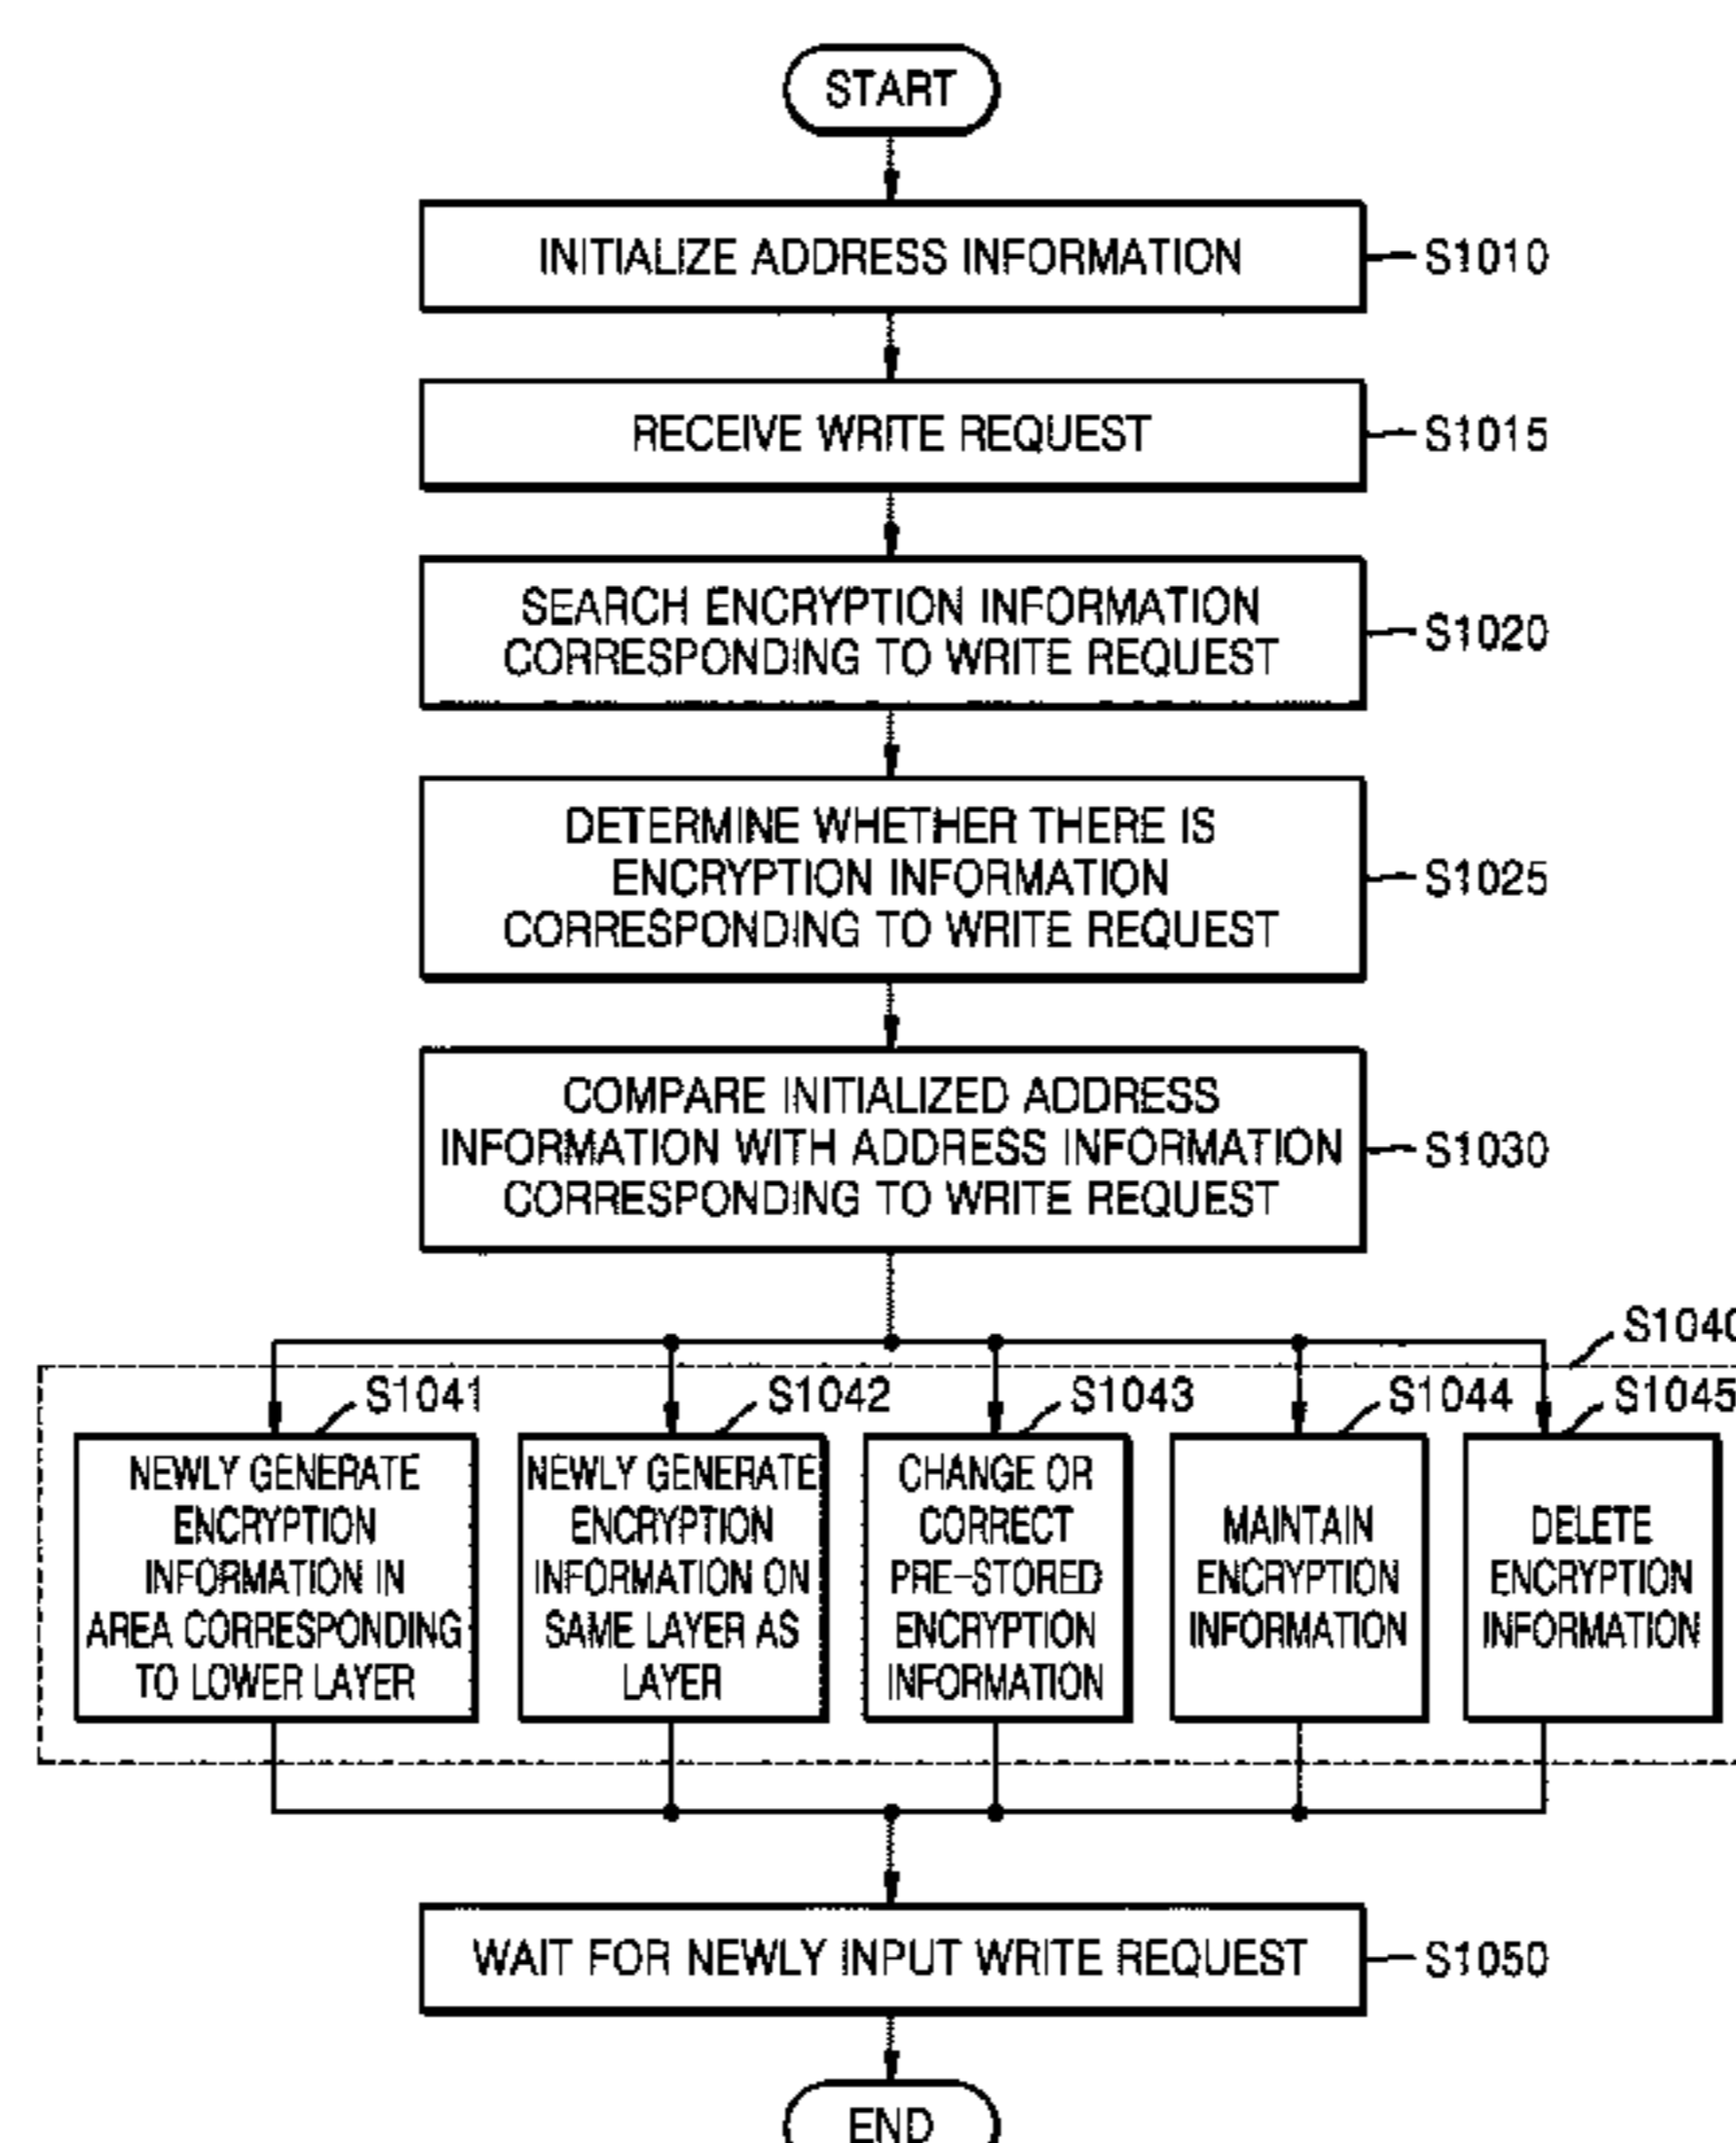 START
INITIALIZE ADDRESS INFORMATION
S1010
RECEIVE WRITE REQUEST
S1015
SEARCH ENCRYPTION INFORMATION
CORRESPONDING TO WRITE REQUEST
S1020
DETERMINE WHETHER THERE IS
ENCRYPTION INFORMATION
CORRESPONDING TO WRITE REQUEST
S1025
COMPARE INITIALIZED ADDRESS
INFORMATION WITH ADDRESS INFORMATION
CORRESPONDING TO WRITE REQUEST
S1030
S1040
S1041
NEWLY GENERATE
ENCRYPTION
INFORMATION IN
AREA CORRESPONDING
TO LOWER LAYER
S1042
NEWLY GENERATE
ENCRYPTION
INFORMATION ON
SAME LAYER AS
LAYER
S1043
CHANGE OR
CORRECT
PRE-STORED
ENCRYPTION
INFORMATION
S1044
MAINTAIN
ENCRYPTION
INFORMATION
S1045
DELETE
ENCRYPTION
INFORMATION
WAIT FOR NEWLY INPUT WRITE REQUEST
S1050
END